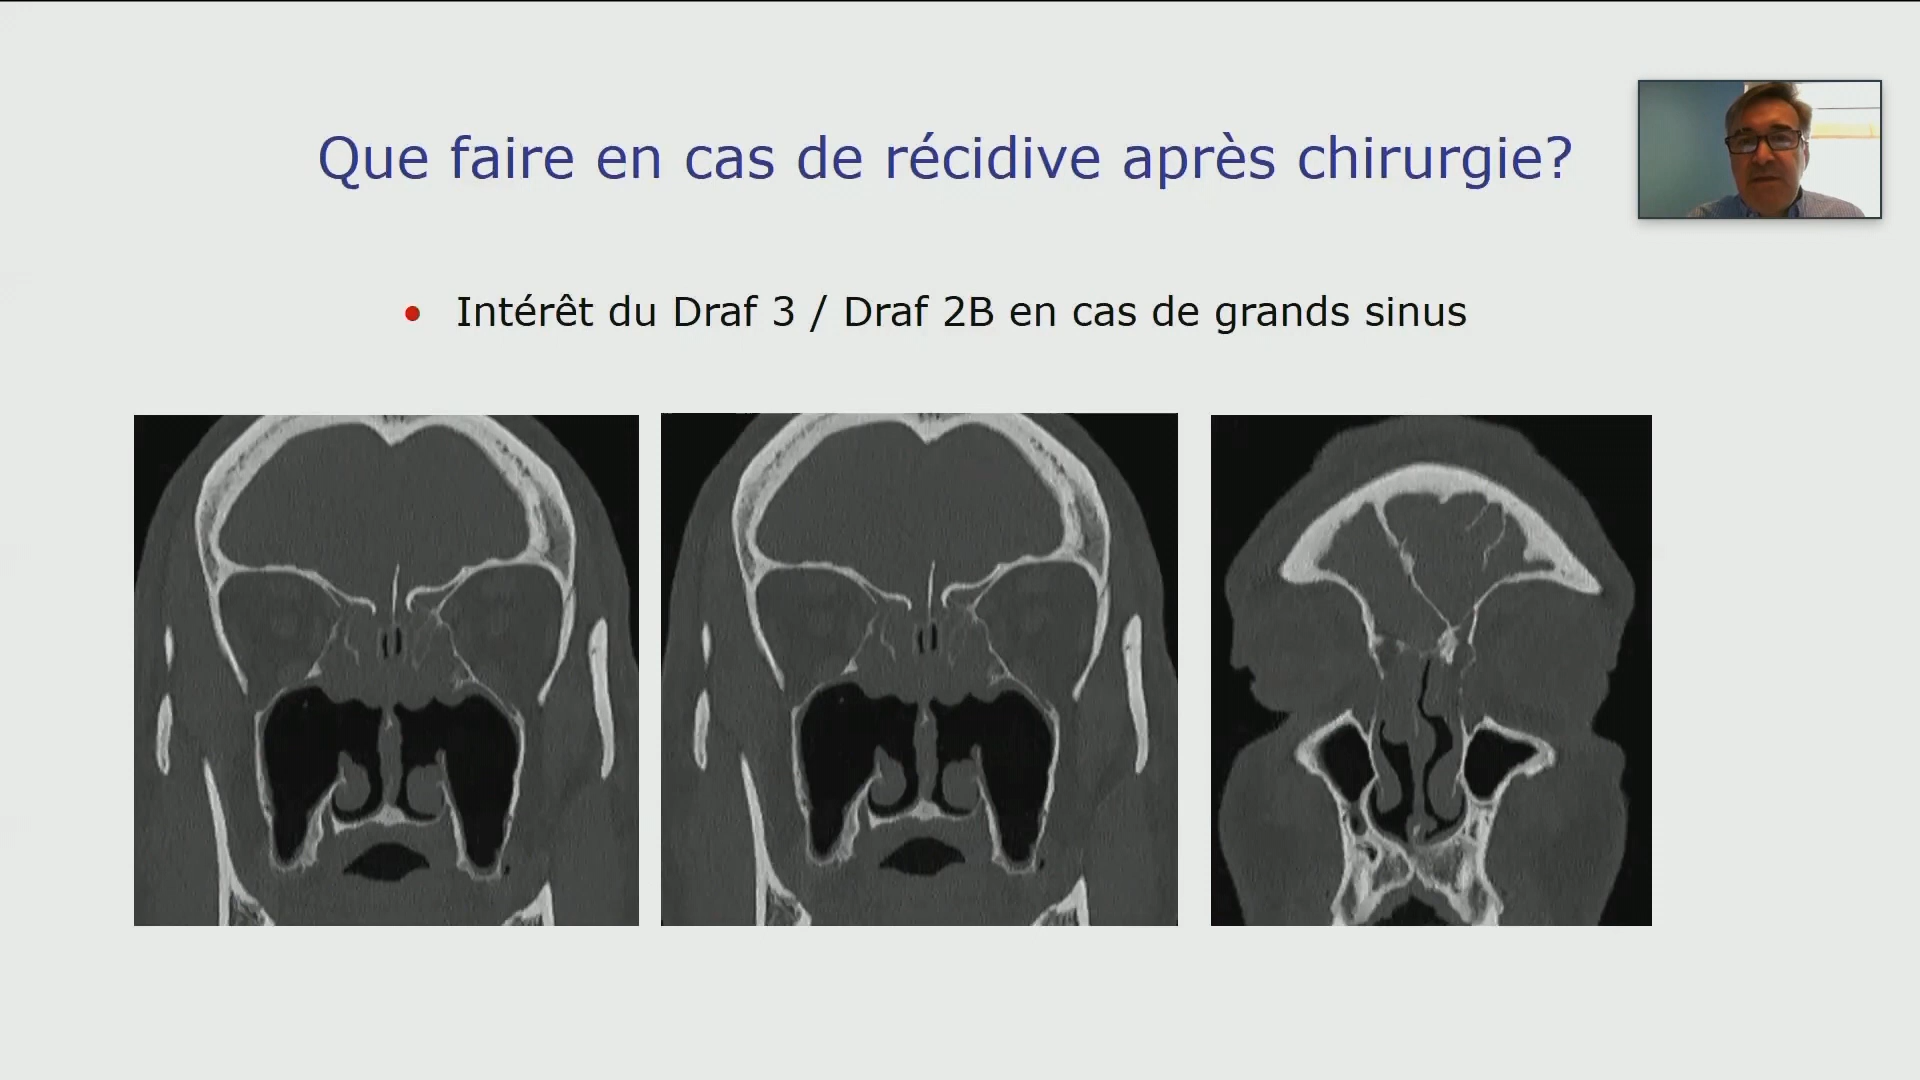 Que faire en cas de récidive après chirurgie?
Intérêt du Draf 3 / Draf 2B en cas de grands sinus